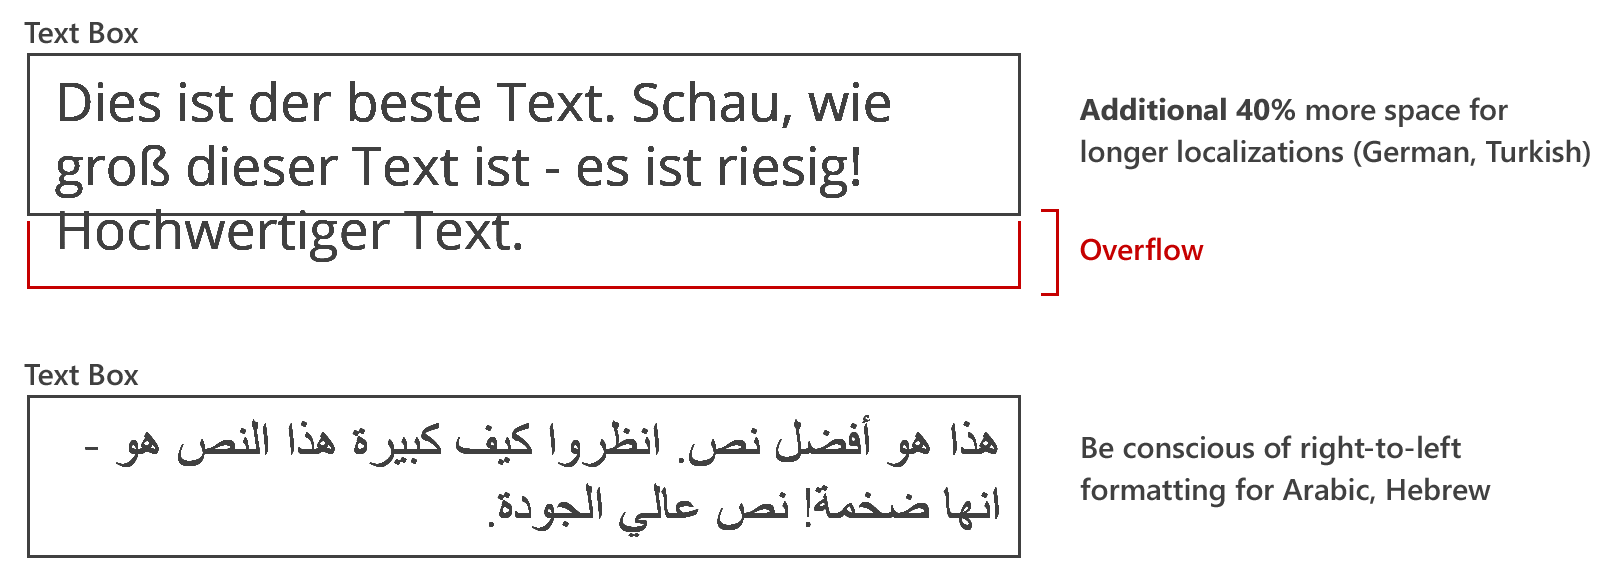 Text Box
Dies ist der beste Text. Schau, wie
groß dieser Text ist - es ist riesig!
Hochwertiger Text.
Additional 40% more space for
longer localizations (German, Turkish)
Overflow
Text Box
هذا هو أفضل نص. انظروا كيف كبيرة هذا النص هو -
انها ضخمة! نص عالي الجودة.
Be conscious of right-to-left
formatting for Arabic, Hebrew